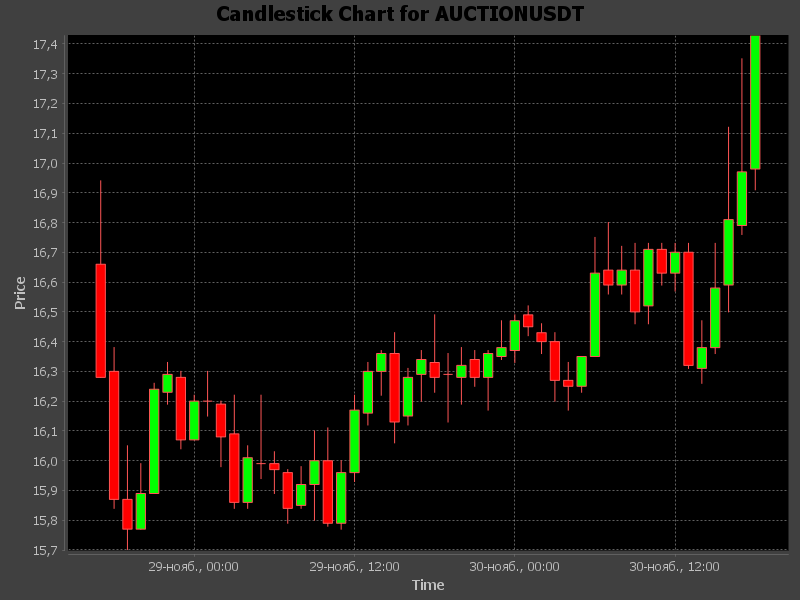 Candlestick Chart for AUCTIONUSDT
17,4
17,3
17,2
17,1
17,0
16,9
16,8
16,7
16,6
16,5
16,4
16,3
16,2
16,1
16,0
15,9
15,8
15,7
Price
29-нояб., 00:00
29-нояб., 12:00
30-нояб., 00:00
30-нояб., 12:00
Time